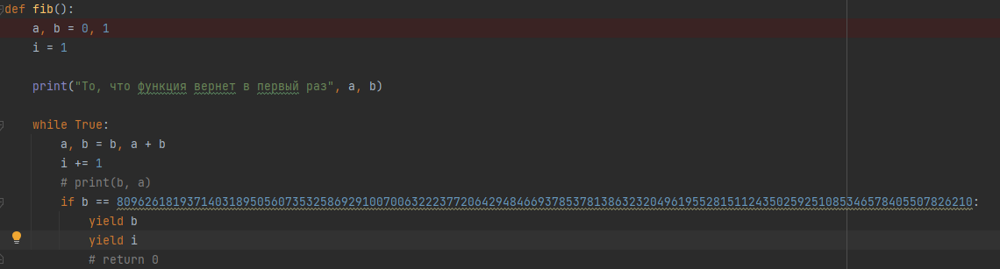 def fib():
    a, b = 0, 1
    i = 1
    print("То, что функция вернет в первый раз", a, b)
    while True:
        a, b = b, a + b
        i += 1
        # print(b, a)
        if b == 80962618193714031895056073532586929100700632223772064294846693785378138632320496195528151124350259251085346578405507826210:
            yield b
            yield i
            # return 0